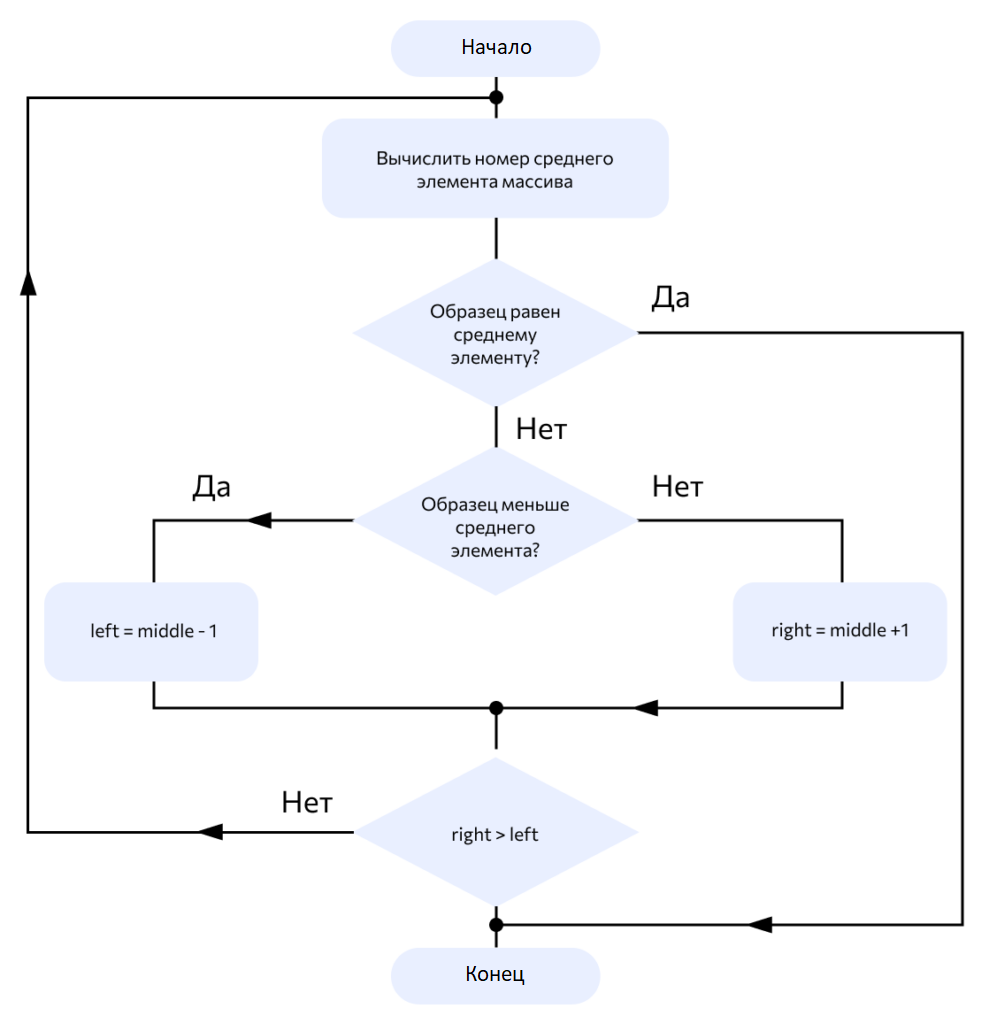 Начало
Вычислить номер среднего
элемента массива
Образец равен
среднему
элементу?
Да
Нет
Образец меньше
среднего
элемента?
Да
Нет
left = middle - 1
right = middle +1
right > left
Нет
Конец